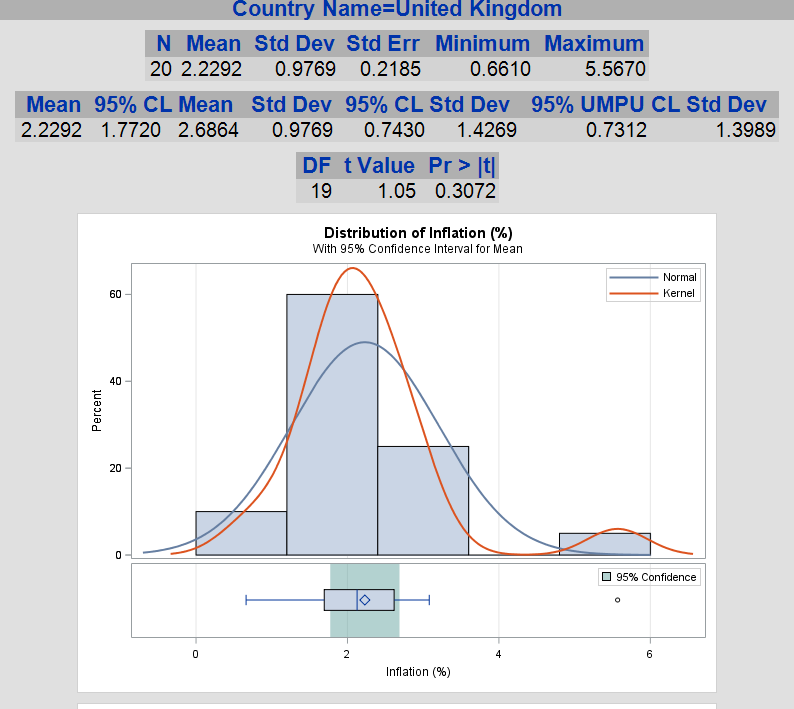 Country Name=United Kingdom
N Mean Std Dev Std Err Minimum Maximum
20 2.2292 0.9769 0.2185 0.6610 5.5670
Mean 95% CL Mean Std Dev 95% CL Std Dev 95% UMPU CL Std Dev
2.2292 1.7720 2.6864 0.9769 0.7430 1.4269 0.7312 1.3989
DF t Value Pr > |t|
19 1.05 0.3072
Distribution of Inflation (%)
With 95% Confidence Interval for Mean
Normal
Kernel
60
40
20
0
Percent
95% Confidence
0 2 4 6
Inflation (%)